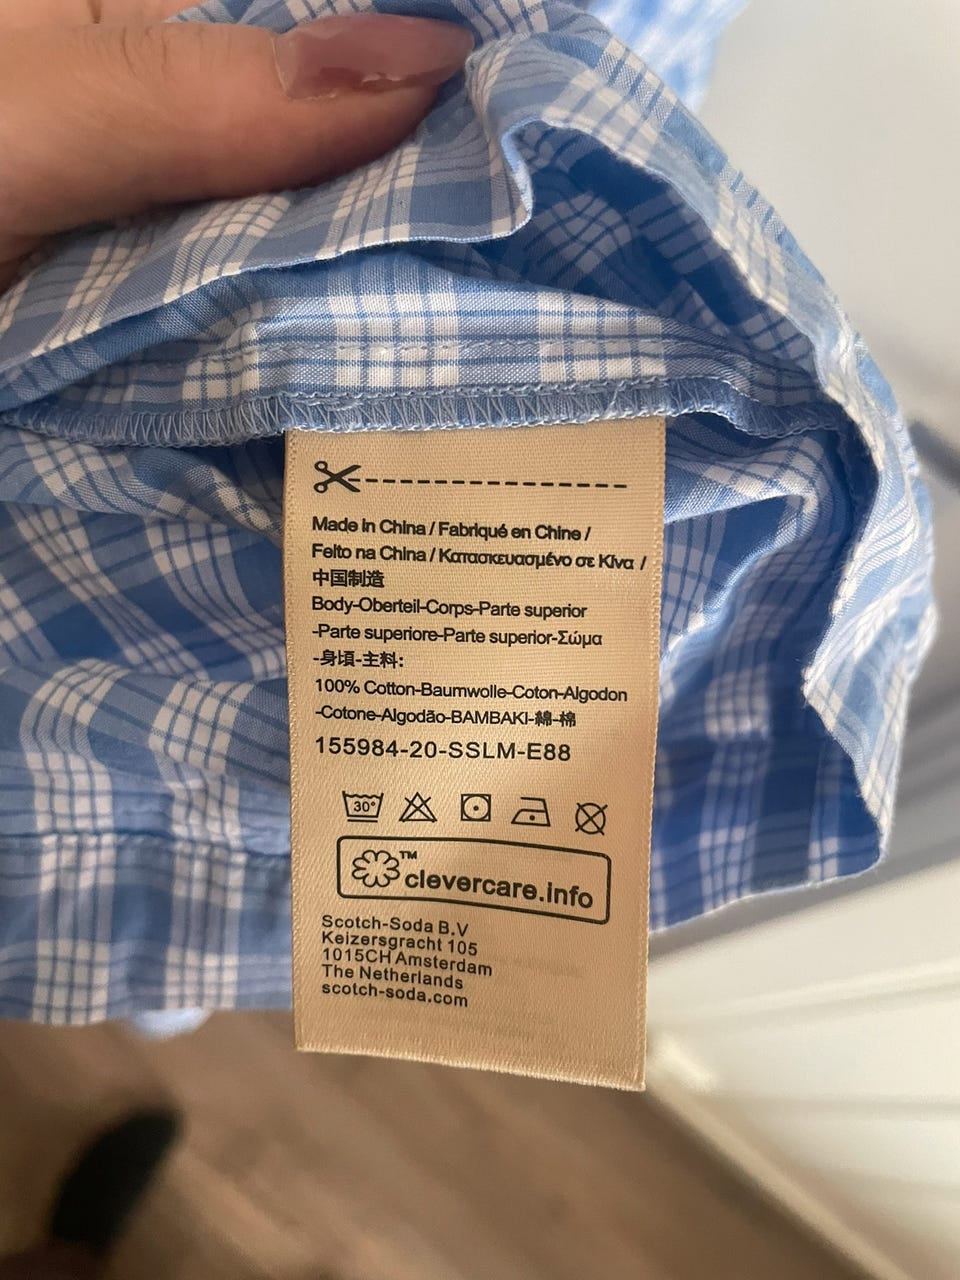 Made in China / Fabriqué en Chine /
Feito na China / Κατασκευασμένο σε Κίνα /
中国制造
Body-Oberteil-Corps-Parte superior
-Parte superiore-Parte superior-Σώμα
-身頃-主料:
100% Cotton-Baumwolle-Coton-Algodon
-Cotone-Algodão-BAMBAKI-綿-棉
155984-20-SSLM-E88
30°
™
clevercare.info
Scotch-Soda B.V
Keizersgracht 105
1015CH Amsterdam
The Netherlands
scotch-soda.com